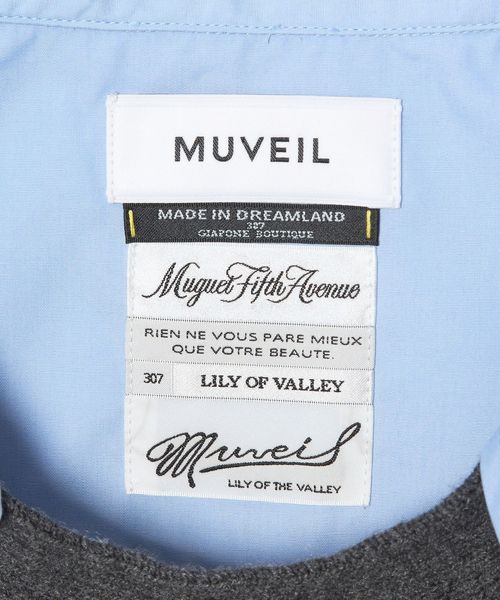 MUVEIL
MADE IN DREAMLAND
307
GIAPONE BOUTIQUE
Muguet Fifth Avenue
RIEN NE VOUS PARE MIEUX
QUE VOTRE BEAUTE.
307 LILY OF VALLEY
Muveil
LILY OF THE VALLEY